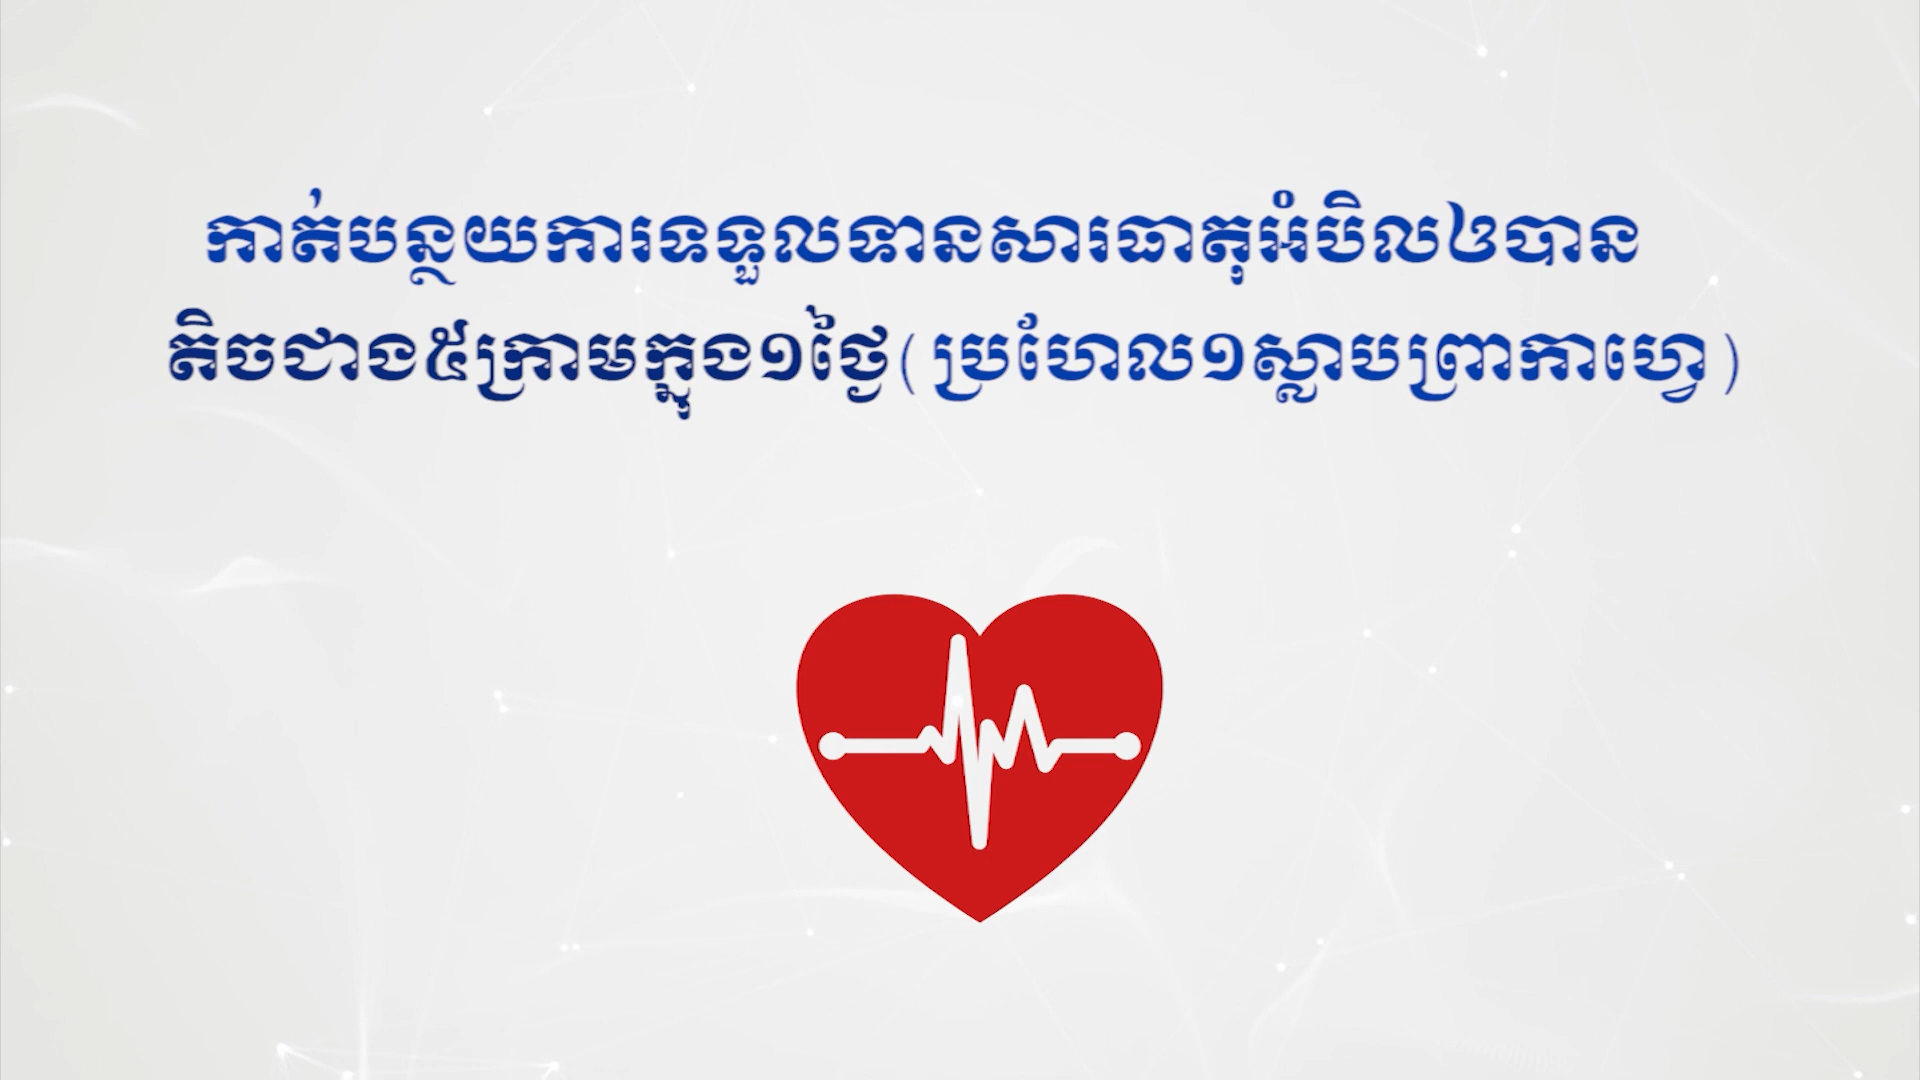 កាត់បន្ថយការទទួលទានសារធាតុអំបិលឲបាន
តិចជាង៥ក្រាមក្នុង១ថ្ងៃ(ប្រហែល១ស្លាបព្រាកាហ្វេ)